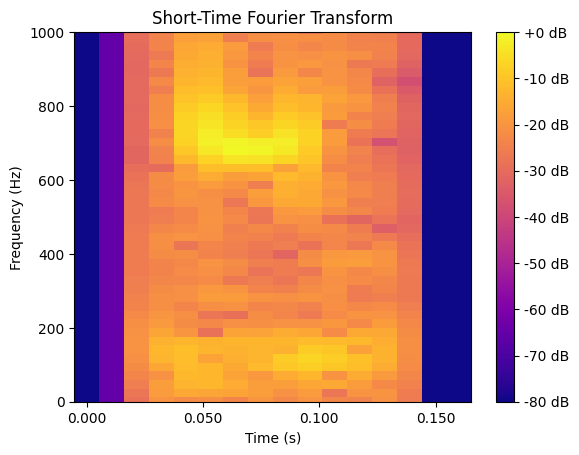 Short-Time Fourier Transform
Frequency (Hz)
1000
800
600
400
200
0
0.000
0.050
0.100
0.150
Time (s)
+0 dB
-10 dB
-20 dB
-30 dB
-40 dB
-50 dB
-60 dB
-70 dB
-80 dB